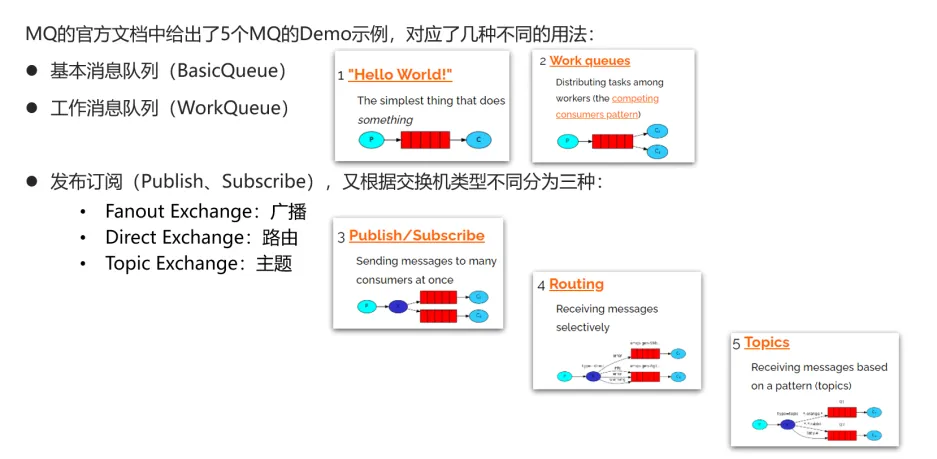 MQ的官方文档中给出了5个MQ的Demo示例，对应了几种不同的用法：
● 基本消息队列（BasicQueue）
● 工作消息队列（WorkQueue）
1 "Hello World!"
The simplest thing that does
something
P
C
2 Work queues
Distributing tasks among
workers (the competing
consumers pattern)
P
C₁
C₂
● 发布订阅（Publish、Subscribe），又根据交换机类型不同分为三种：
• Fanout Exchange：广播
• Direct Exchange：路由
• Topic Exchange：主题
3 Publish/Subscribe
Sending messages to many
consumers at once
P
4 Routing
Receiving messages
selectively
error
5 Topics
Receiving messages based
on a pattern (topics)